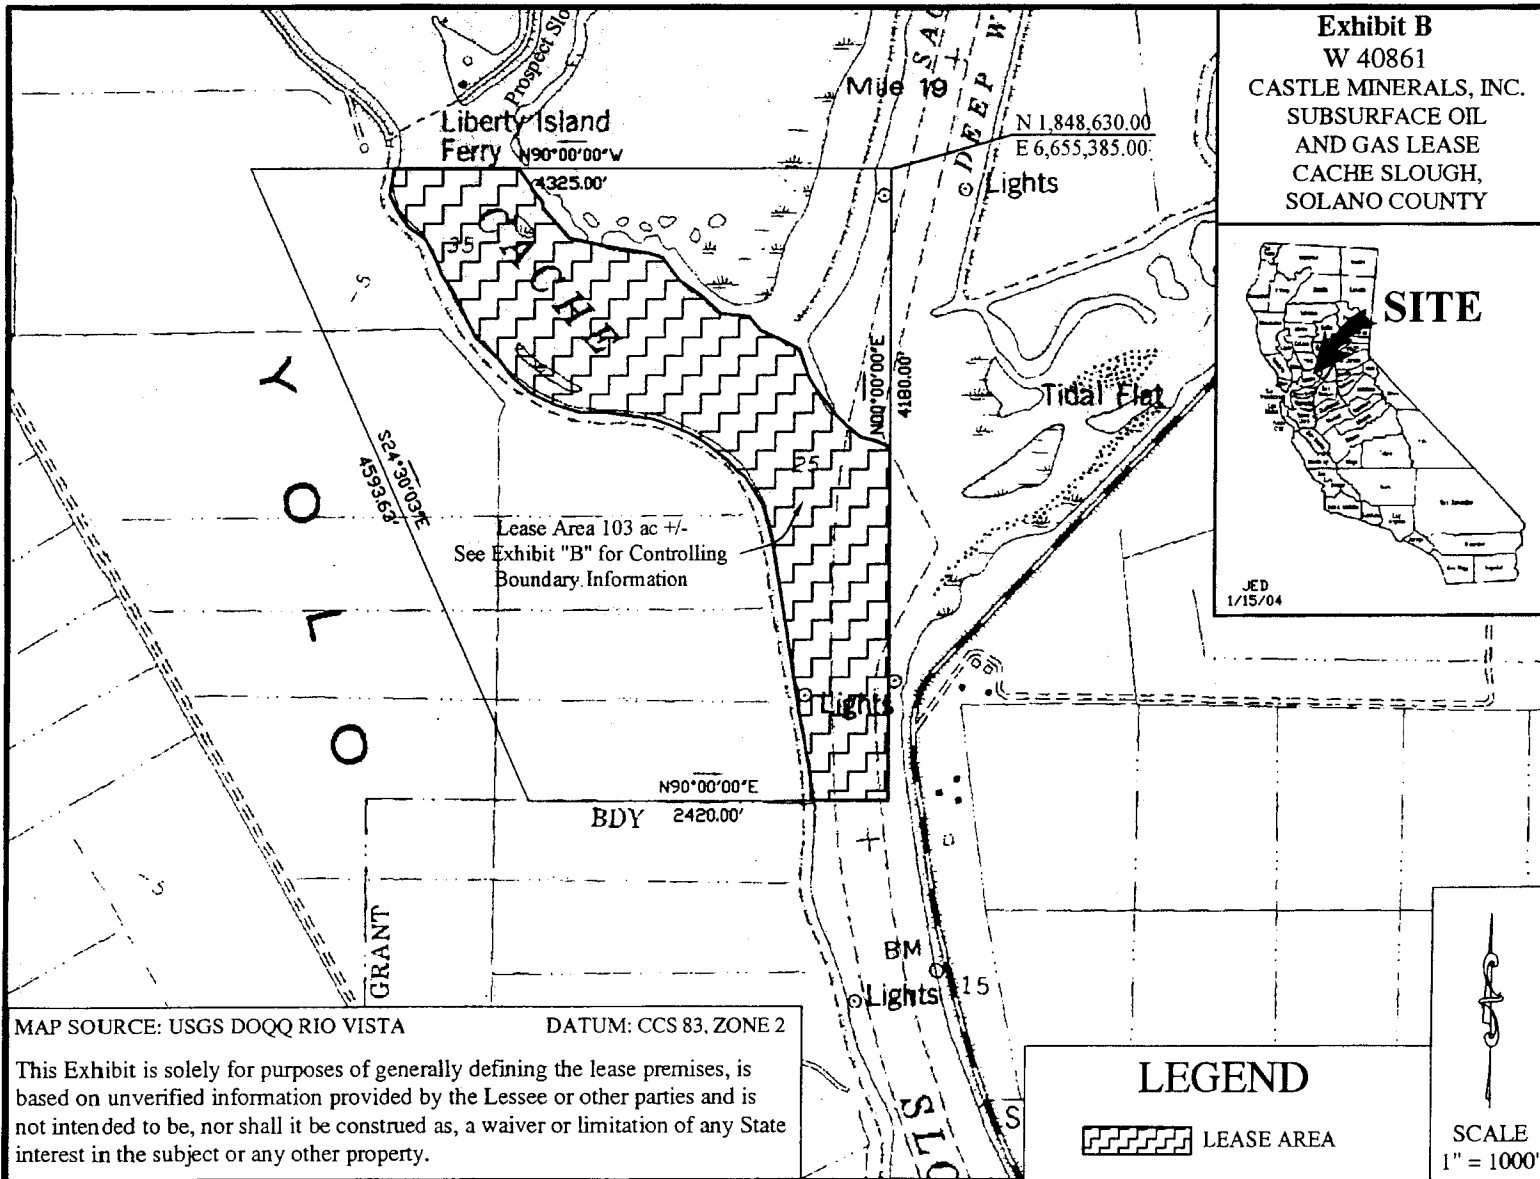 Exhibit B
W 40861
CASTLE MINERALS, INC.
SUBSURFACE OIL
AND GAS LEASE
CACHE SLOUGH,
SOLANO COUNTY
SITE
JED
1/15/04
Prospect Slo
SAC
DEEP W
Mile 19
N 1,848,630.00
E 6,655,385.00
Liberty Island
Ferry
N90°00'00"W
4325.00'
Lights
CACHE
35
S
Y O L O
N00°00'00"E
4180.00'
Tidal Flat
S24°30'03"E
4593.63'
25
Lease Area 103 ac +/-
See Exhibit "B" for Controlling
Boundary Information
Lights
N90°00'00"E
2420.00'
BDY
S
GRANT
BM
Lights
15
SLO
S
MAP SOURCE: USGS DOQQ RIO VISTA
DATUM: CCS 83, ZONE 2
This Exhibit is solely for purposes of generally defining the lease premises, is
based on unverified information provided by the Lessee or other parties and is
not intended to be, nor shall it be construed as, a waiver or limitation of any State
interest in the subject or any other property.
LEGEND
LEASE AREA
SCALE
1" = 1000'